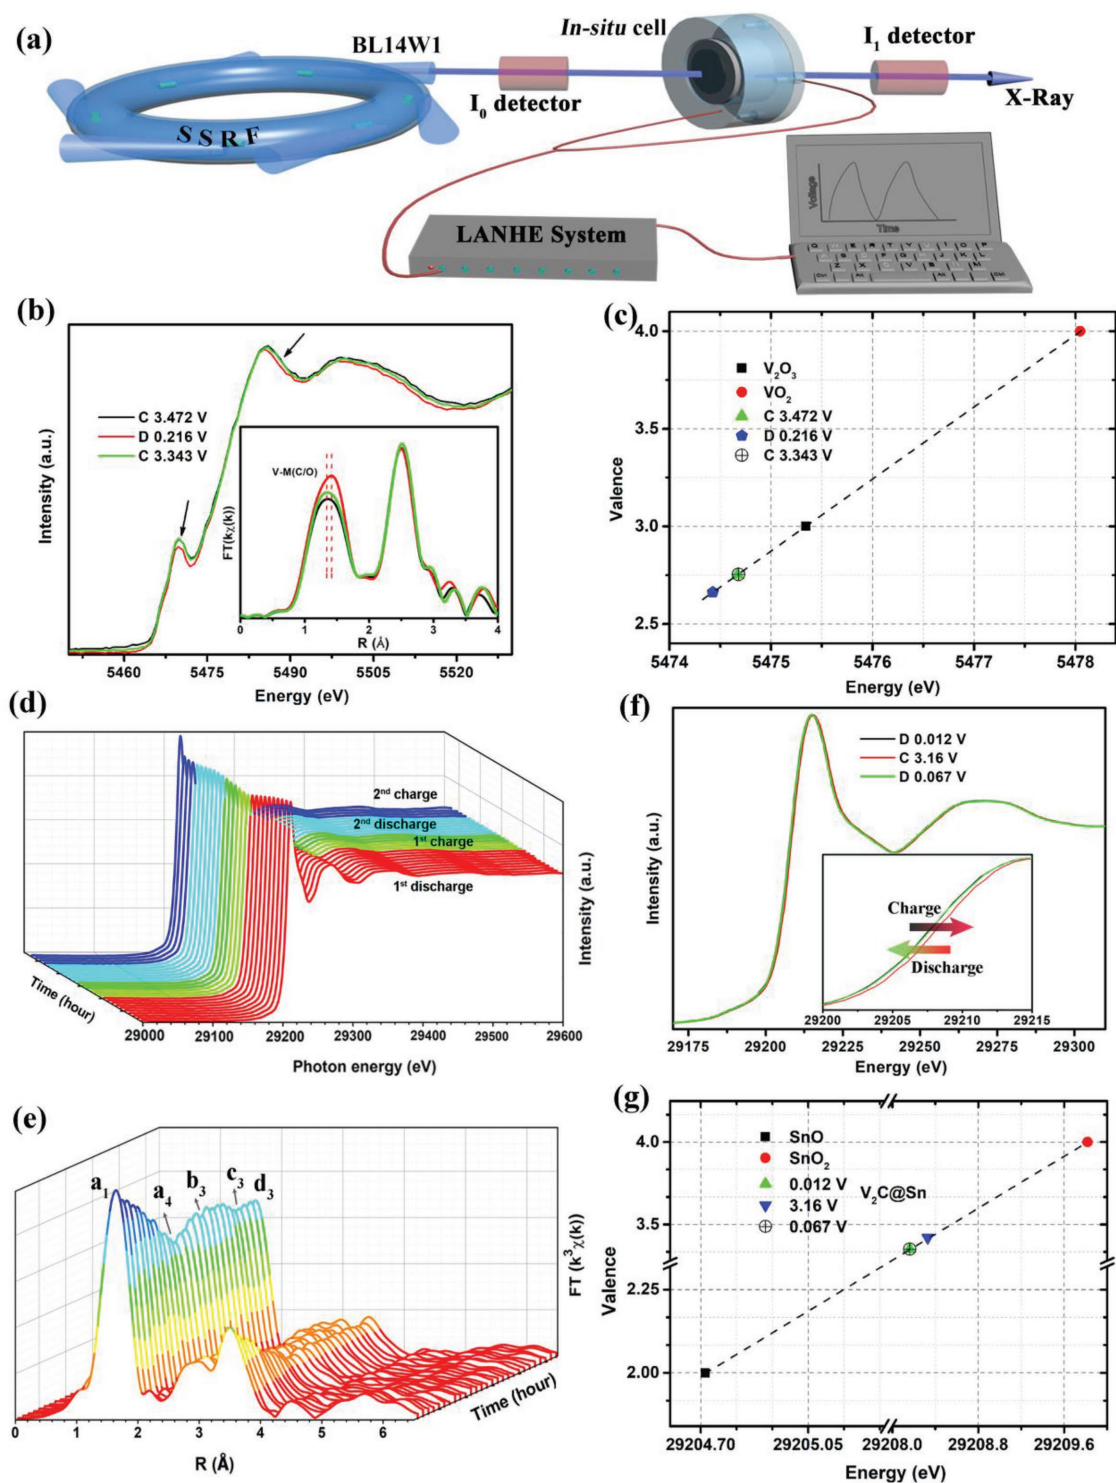 (a)
BL14W1
In-situ cell
I1 detector
I0 detector
X-Ray
SSRF
LANHE System
Voltage
Time
(b)
C 3.472 V
D 0.216 V
C 3.343 V
V-M(C/O)
FT(kχ(k))
0 1 2 3 4
R (Å)
Intensity (a.u.)
5460 5475 5490 5505 5520
Energy (eV)
(c)
4.0
3.5
3.0
2.5
Valence
V2O3
VO2
C 3.472 V
D 0.216 V
C 3.343 V
5474 5475 5476 5477 5478
Energy (eV)
(d)
2nd charge
2nd discharge
1st charge
1st discharge
Intensity (a.u.)
Time (hour)
29000 29100 29200 29300 29400 29500 29600
Photon energy (eV)
(f)
D 0.012 V
C 3.16 V
D 0.067 V
Intensity (a.u.)
Charge
Discharge
29200 29205 29210 29215
29175 29200 29225 29250 29275 29300
Energy (eV)
(e)
a1
a4
b3
c3
d3
FT (k3χ(k))
Time (hour)
0 1 2 3 4 5 6
R (Å)
(g)
4.0
3.5
2.25
2.00
Valence
SnO
SnO2
0.012 V
3.16 V
0.067 V
V2C@Sn
29204.70 29205.05 29208.0 29208.8 29209.6
Energy (eV)